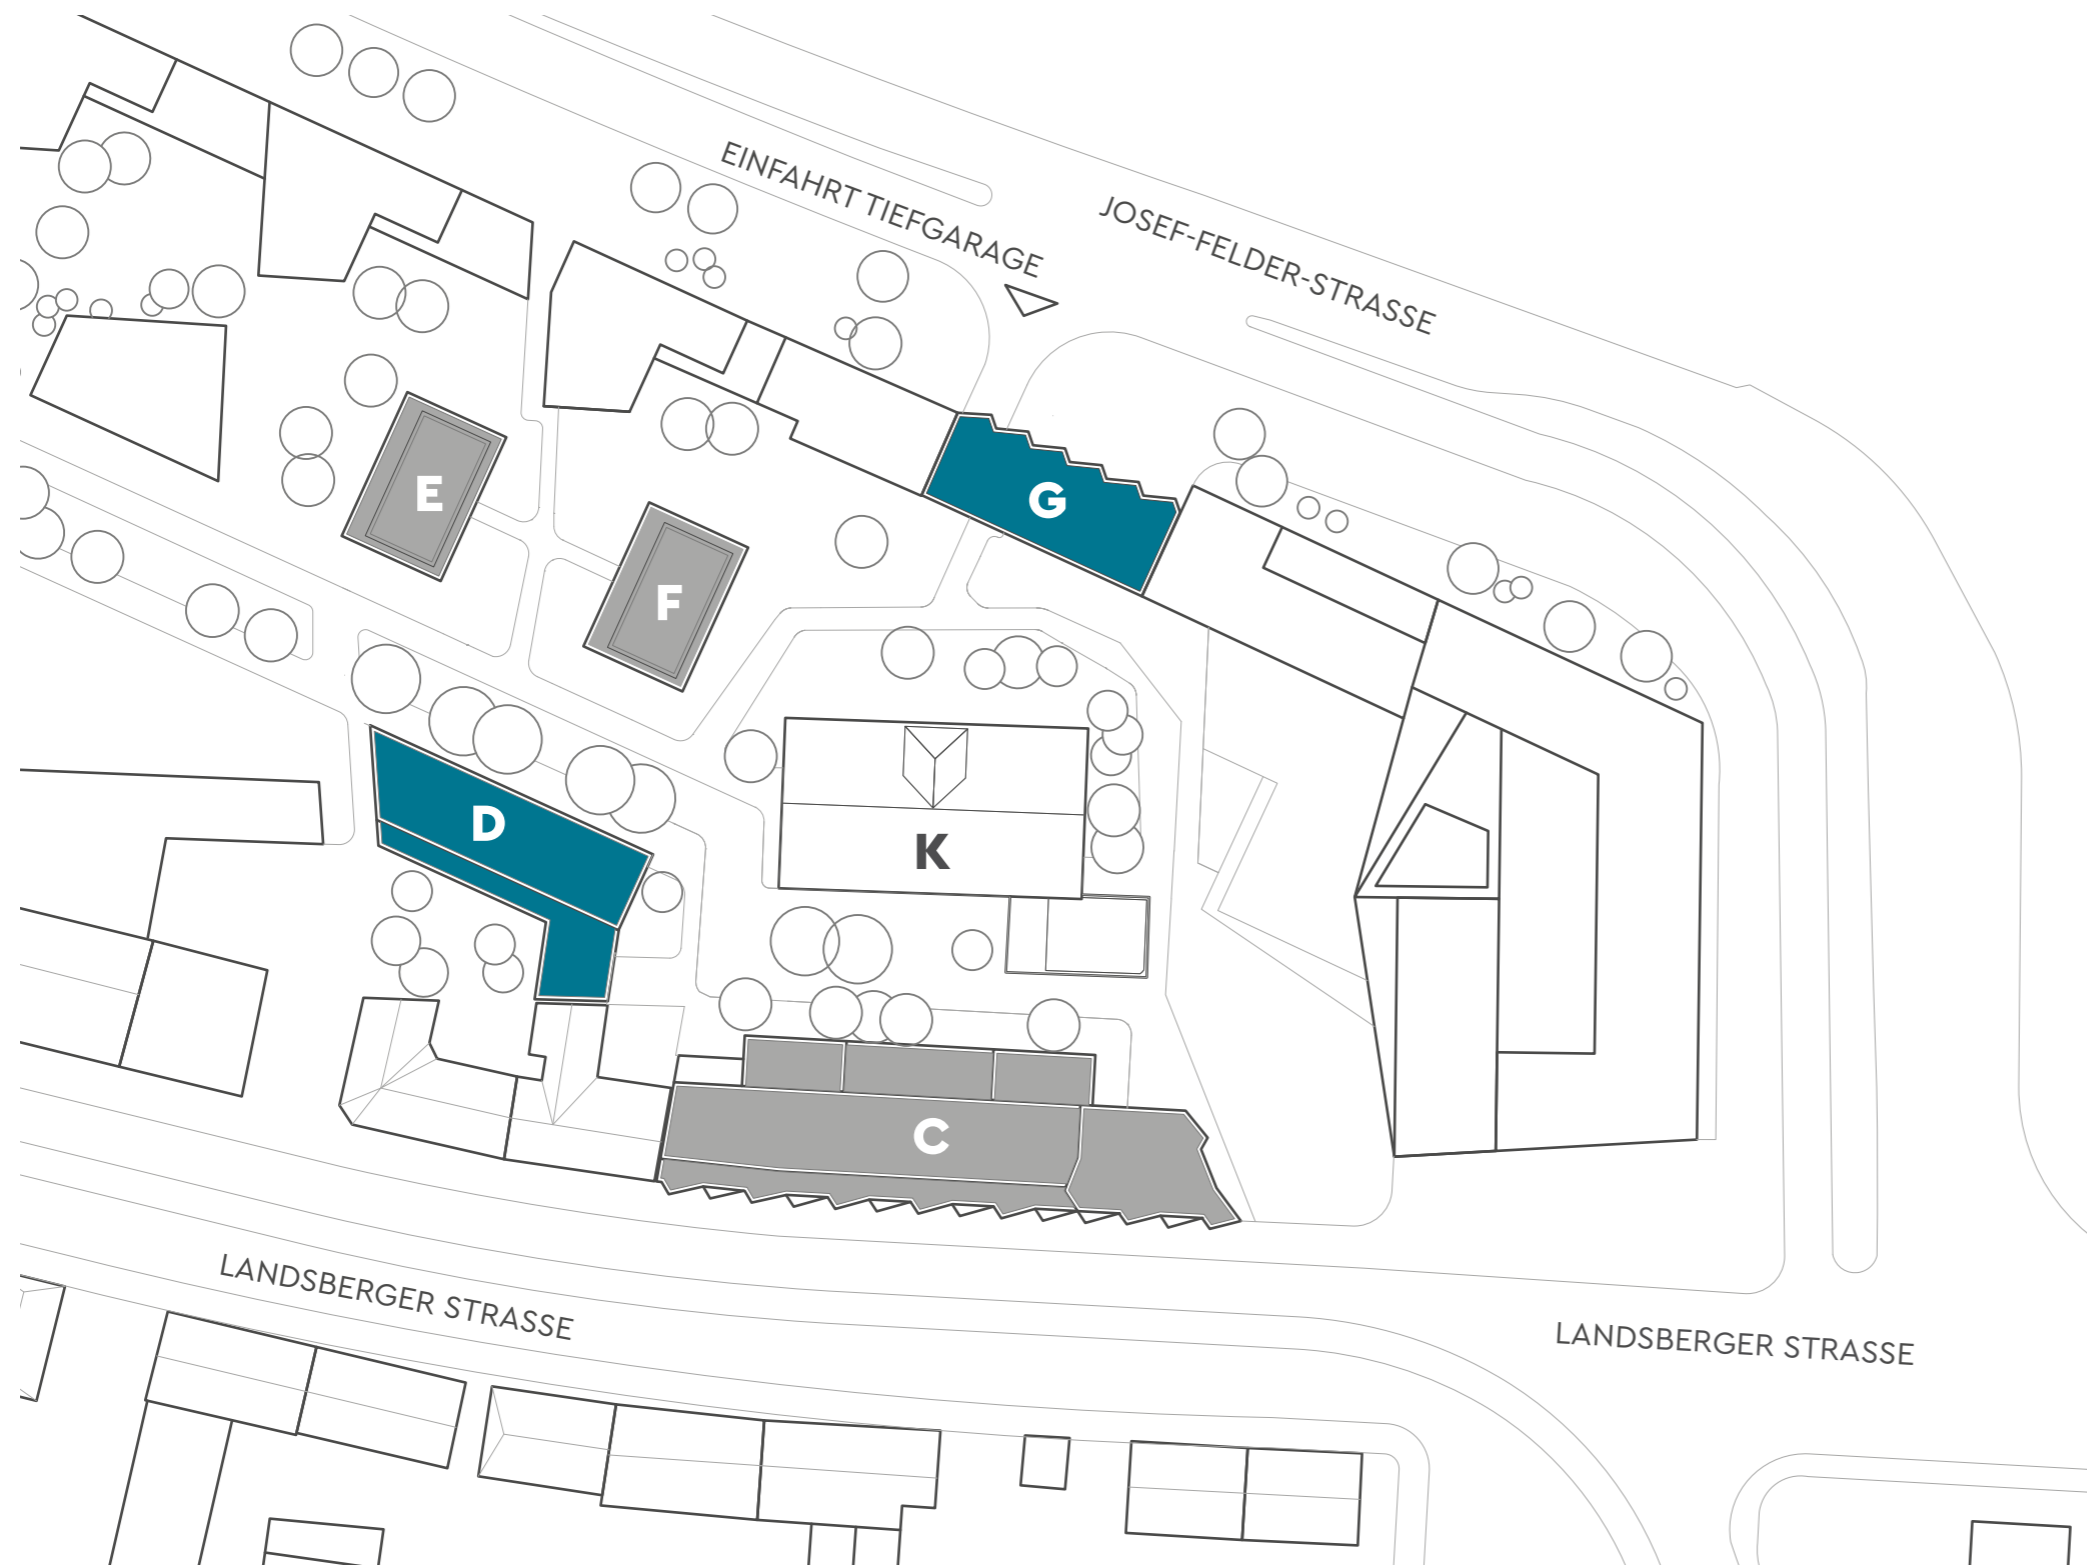 EINFAHRT TIEFGARAGE
JOSEF-FELDER-STRASSE
E
G
F
D
K
C
LANDSBERGER STRASSE
LANDSBERGER STRASSE